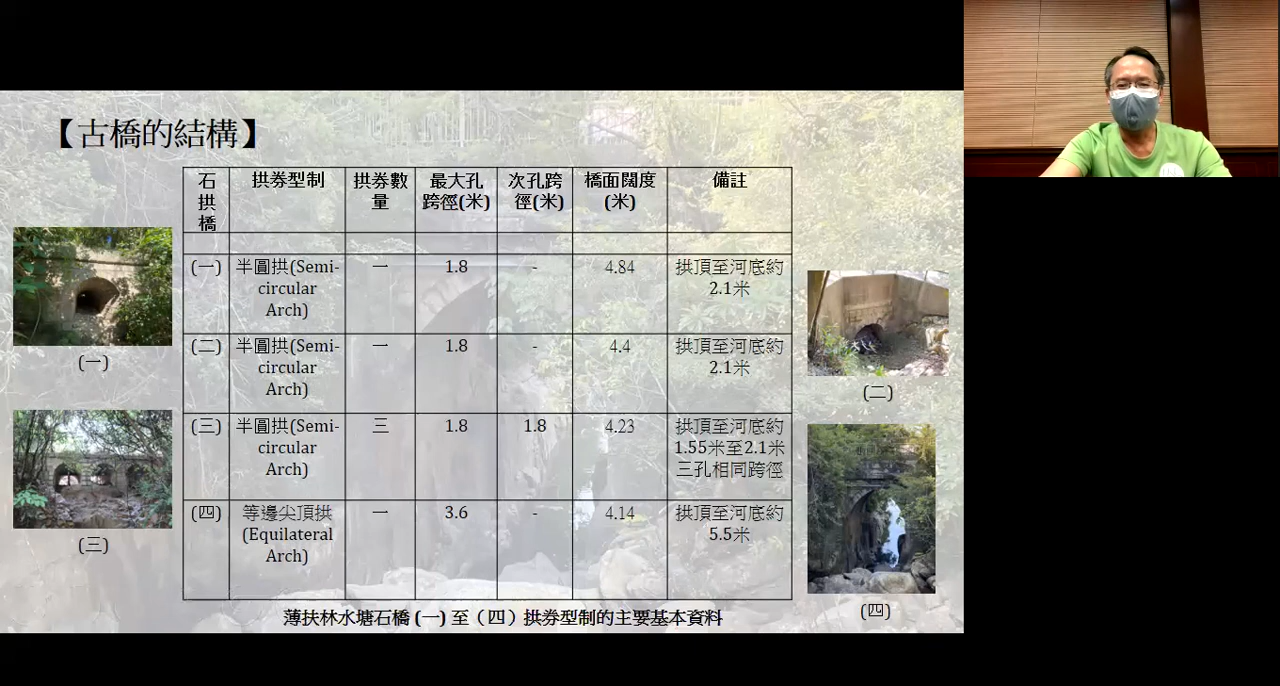 【古橋的結構】
石拱橋 拱券型制 拱券數量 最大孔跨徑(米) 次孔跨徑(米) 橋面闊度(米) 備註
(一) 半圓拱(Semi-circular Arch) 一 1.8 - 4.84 拱頂至河底約2.1米
(二) 半圓拱(Semi-circular Arch) 一 1.8 - 4.4 拱頂至河底約2.1米
(三) 半圓拱(Semi-circular Arch) 三 1.8 1.8 4.23 拱頂至河底約1.55米至2.1米三孔相同跨徑
(四) 等邊尖頂拱(Equilateral Arch) 一 3.6 - 4.14 拱頂至河底約5.5米
(一)
(二)
(三)
(四)
薄扶林水塘石橋 (一) 至（四）拱券型制的主要基本資料